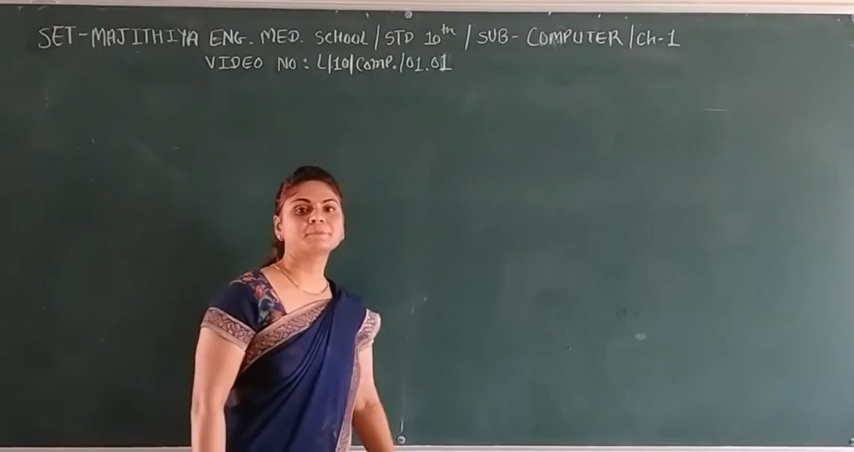 SET-MAJITHIYA ENG. MED. SCHOOL / STD 10th / SUB- COMPUTER / Ch-1
VIDEO NO: L/10/COMP./01.01